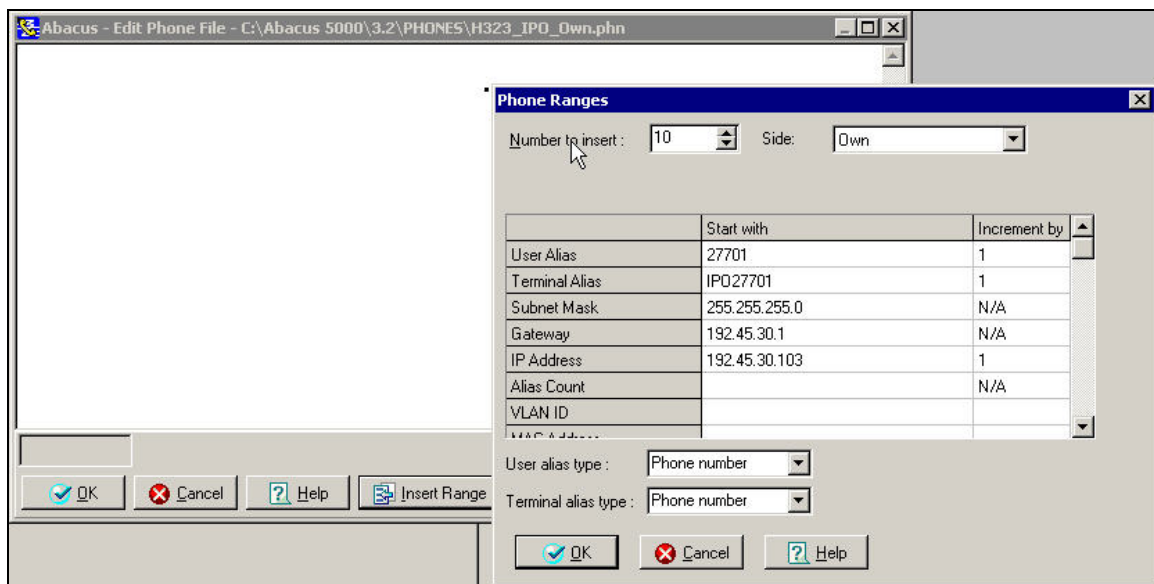 Abacus - Edit Phone File - C:\Abacus 5000\3.2\PHONES\H323_IPO_Own.phn
Phone Ranges
Number to insert : 10 Side: Own
Start with Increment by
User Alias 27701 1
Terminal Alias IPO27701 1
Subnet Mask 255.255.255.0 N/A
Gateway 192.45.30.1 N/A
IP Address 192.45.30.103 1
Alias Count N/A
VLAN ID
MAC Address
User alias type : Phone number
Terminal alias type : Phone number
OK Cancel Help Insert Range
OK Cancel Help